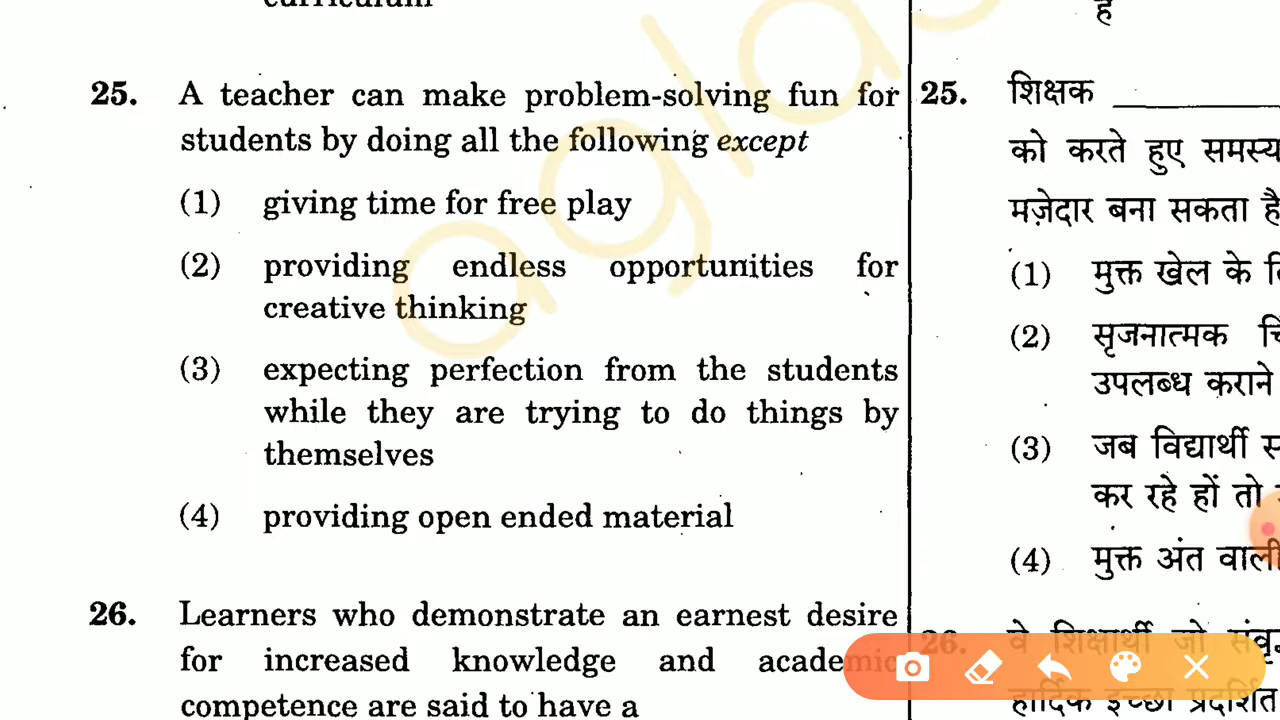 curriculum
25. A teacher can make problem-solving fun for
students by doing all the following except
(1) giving time for free play
(2) providing endless opportunities for
creative thinking
(3) expecting perfection from the students
while they are trying to do things by
themselves
(4) providing open ended material
26. Learners who demonstrate an earnest desire
for increased knowledge and academic
competence are said to have a
है
25. शिक्षक ________
को करते हुए
मज़ेदार बना सकता है
(1) मुक्त खेल के
(2) सृजनात्मक
उपलब्ध कराने
(3) जब विद्यार्थी
कर रहे हों तो
(4) मुक्त अंत वाली
26. वे शिक्षार्थी जो
हार्दिक इच्छा प्रदर्शित